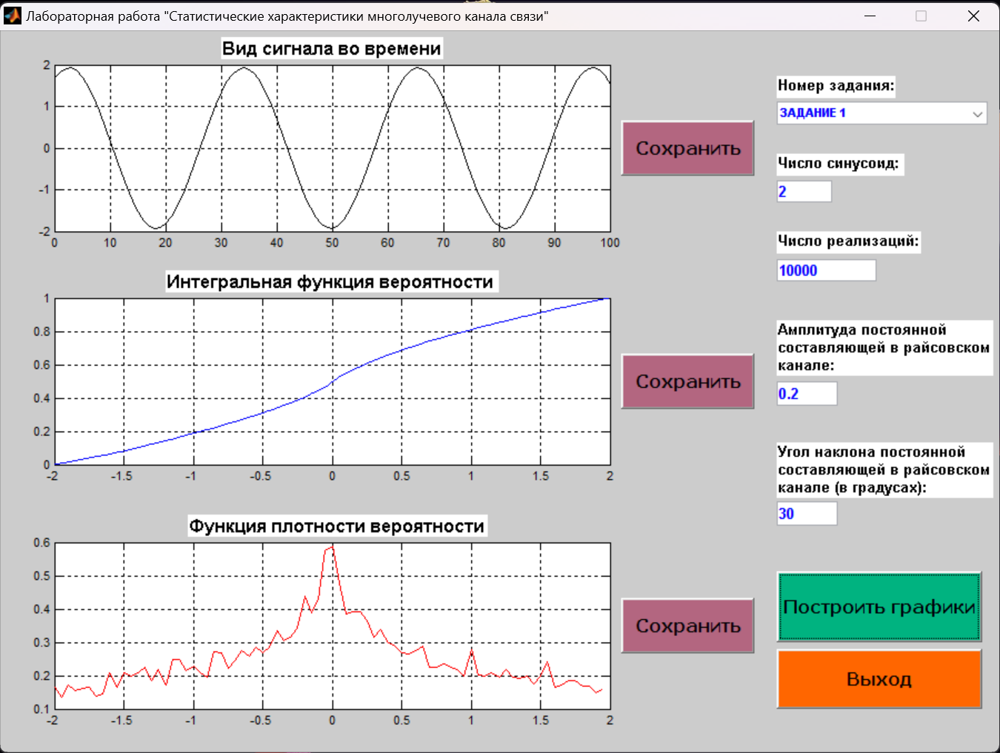 Лабораторная работа "Статистические характеристики многолучевого канала связи"
Вид сигнала во времени
2
1
0
-1
-2
0 10 20 30 40 50 60 70 80 90 100
Сохранить
Интегральная функция вероятности
1
0.8
0.6
0.4
0.2
0
-2 -1.5 -1 -0.5 0 0.5 1 1.5 2
Сохранить
Функция плотности вероятности
0.6
0.5
0.4
0.3
0.2
0.1
-2 -1.5 -1 -0.5 0 0.5 1 1.5 2
Сохранить
Номер задания:
ЗАДАНИЕ 1
Число синусоид:
2
Число реализаций:
10000
Амплитуда постоянной
составляющей в райсовском
канале:
0.2
Угол наклона постоянной
составляющей в райсовском
канале (в градусах):
30
Построить графики
Выход